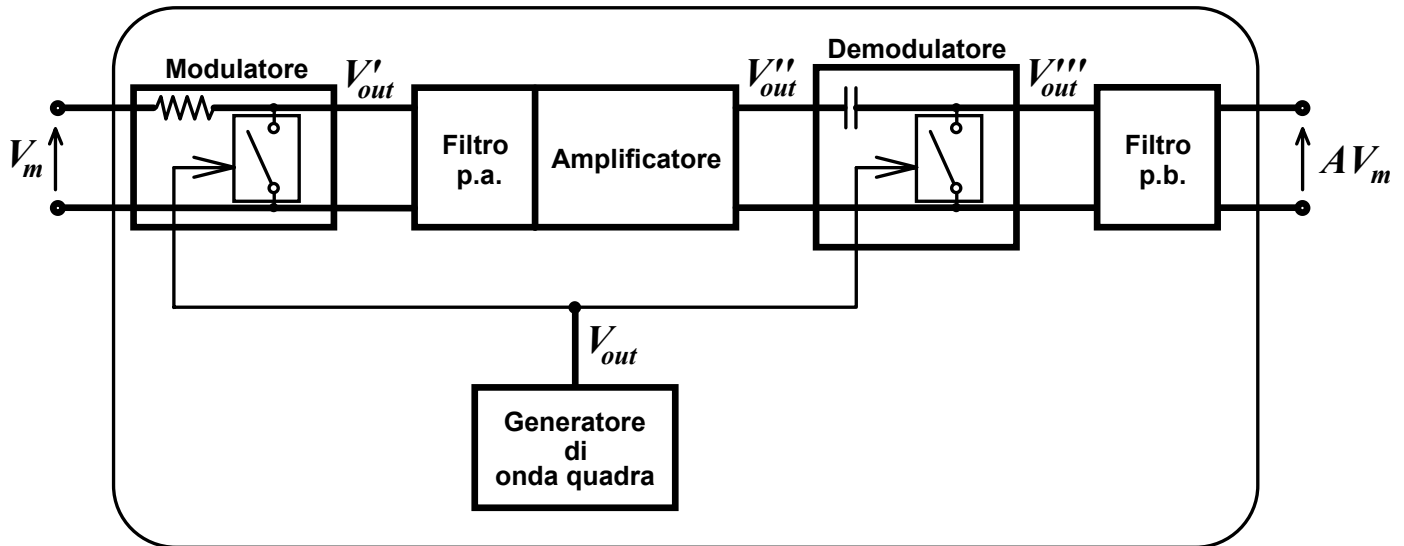 Modulatore
Demodulatore
V'out
V''out
V'''out
Vm
Filtro
p.a.
Amplificatore
Filtro
p.b.
AVm
Vout
Generatore
di
onda quadra